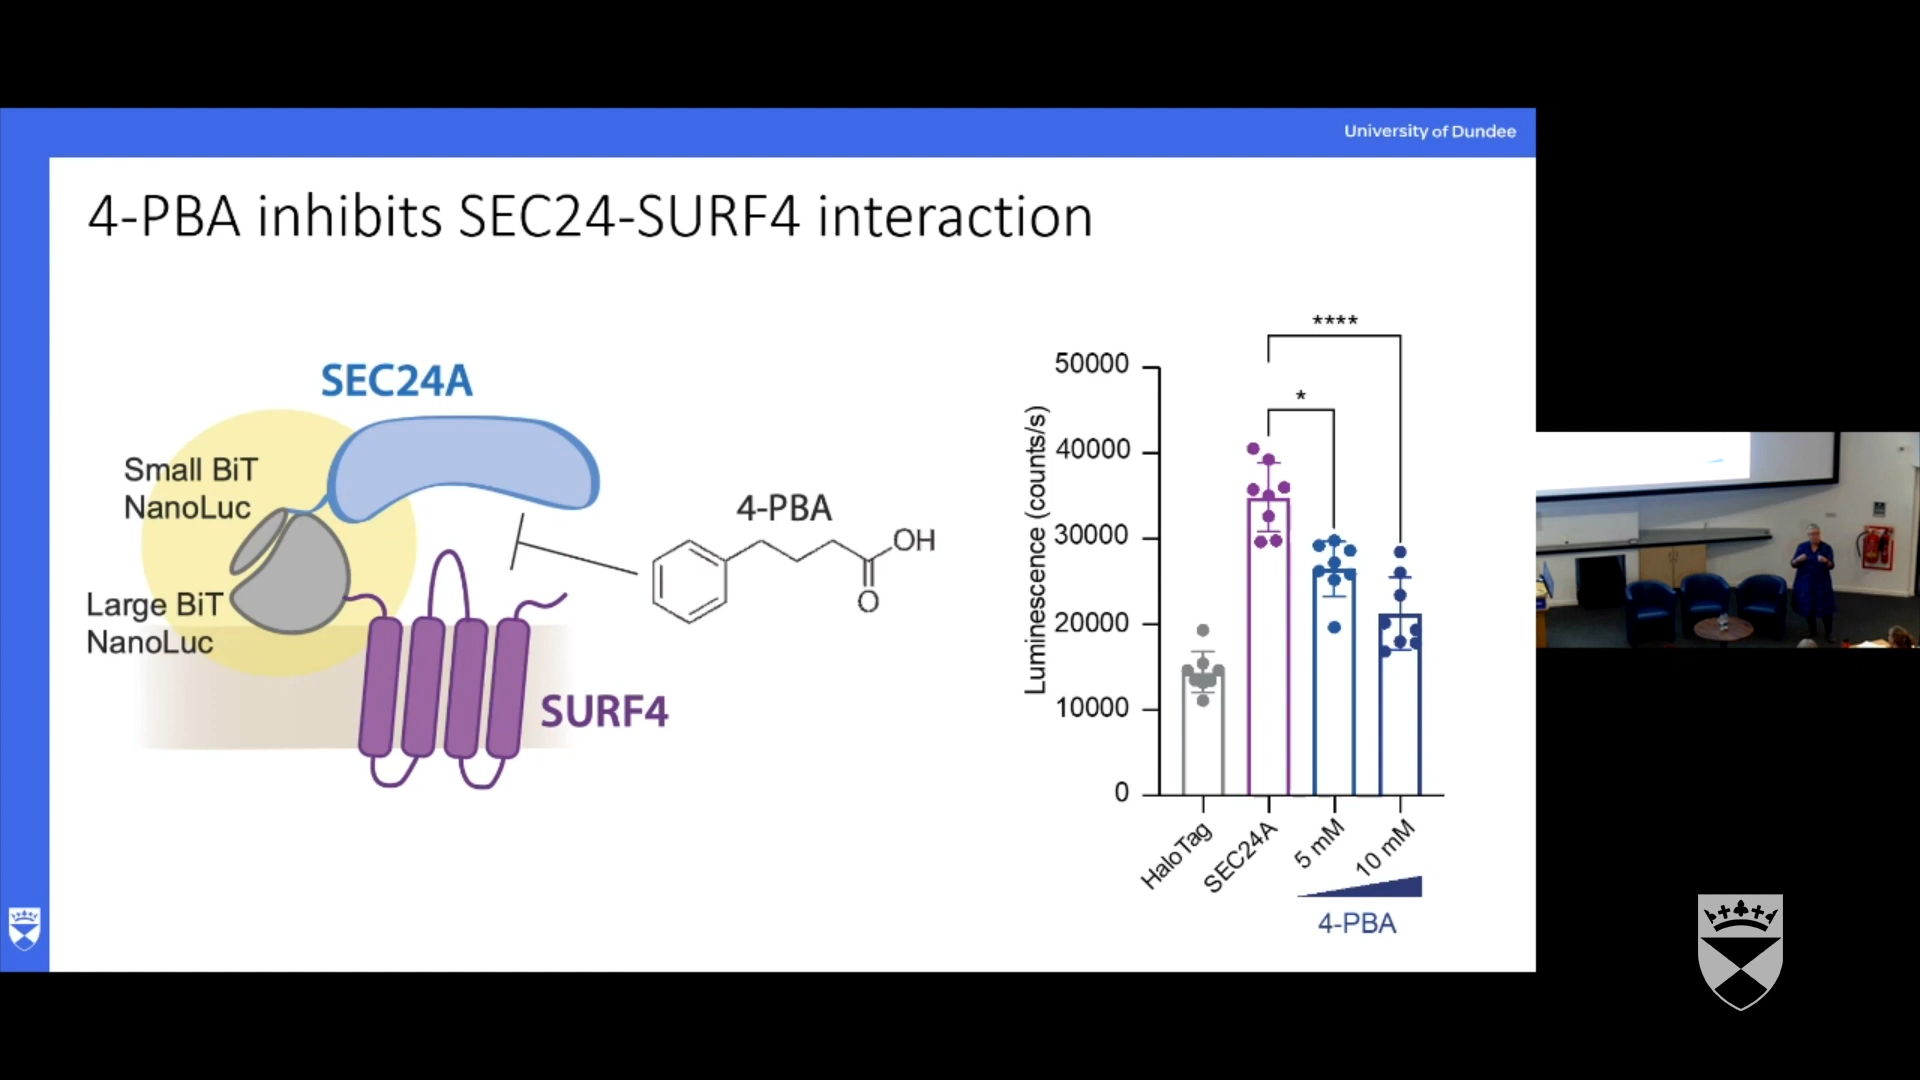 University of Dundee
4-PBA inhibits SEC24-SURF4 interaction
SEC24A
Small BiT
NanoLuc
Large BiT
NanoLuc
SURF4
4-PBA
OH
O
****
*
Luminescence (counts/s)
50000
40000
30000
20000
10000
0
HaloTag
SEC24A
5 mM
10 mM
4-PBA